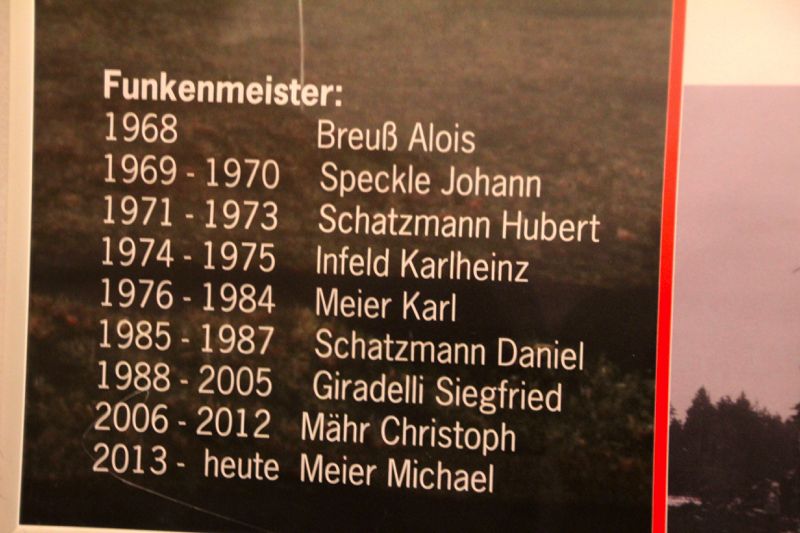 Funkenmeister:
1968 Breuß Alois
1969 - 1970 Speckle Johann
1971 - 1973 Schatzmann Hubert
1974 - 1975 Infeld Karlheinz
1976 - 1984 Meier Karl
1985 - 1987 Schatzmann Daniel
1988 - 2005 Giradelli Siegfried
2006 - 2012 Mähr Christoph
2013 - heute Meier Michael